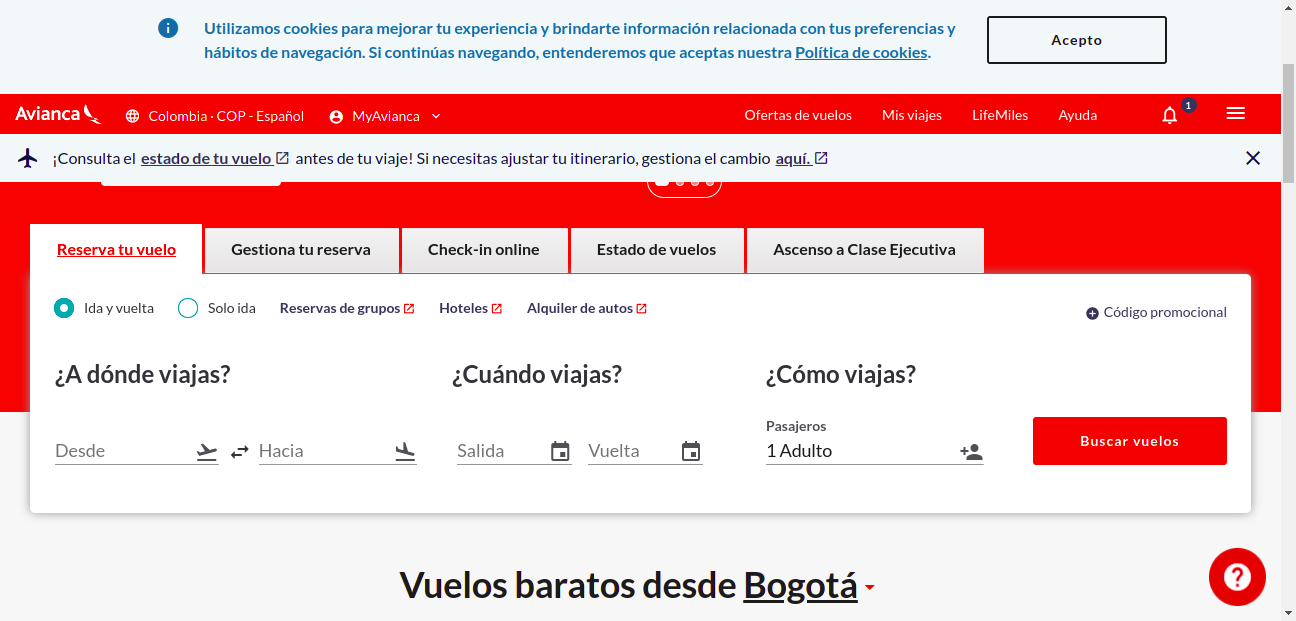 Utilizamos cookies para mejorar tu experiencia y brindarte información relacionada con tus preferencias y
hábitos de navegación. Si continúas navegando, entenderemos que aceptas nuestra Política de cookies.
Acepto
Avianca
Colombia · COP - Español
MyAvianca
Ofertas de vuelos
Mis viajes
LifeMiles
Ayuda
1
¡Consulta el estado de tu vuelo antes de tu viaje! Si necesitas ajustar tu itinerario, gestiona el cambio aquí.
Reserva tu vuelo
Gestiona tu reserva
Check-in online
Estado de vuelos
Ascenso a Clase Ejecutiva
Ida y vuelta
Solo ida
Reservas de grupos
Hoteles
Alquiler de autos
Código promocional
¿A dónde viajas?
¿Cuándo viajas?
¿Cómo viajas?
Pasajeros
Desde
Hacia
Salida
Vuelta
1 Adulto
Buscar vuelos
Vuelos baratos desde Bogotá
?